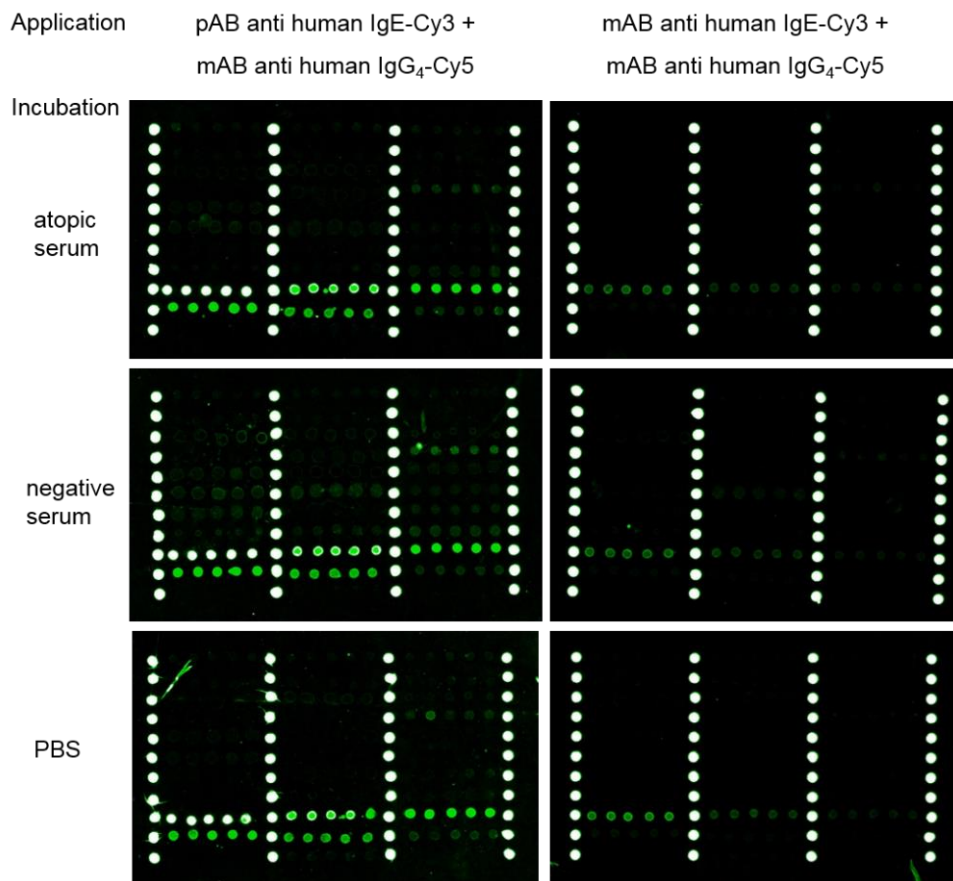 Application
pAB anti human IgE-Cy3 +
mAB anti human IgG₄-Cy5
mAB anti human IgE-Cy3 +
mAB anti human IgG₄-Cy5
Incubation
atopic
serum
negative
serum
PBS